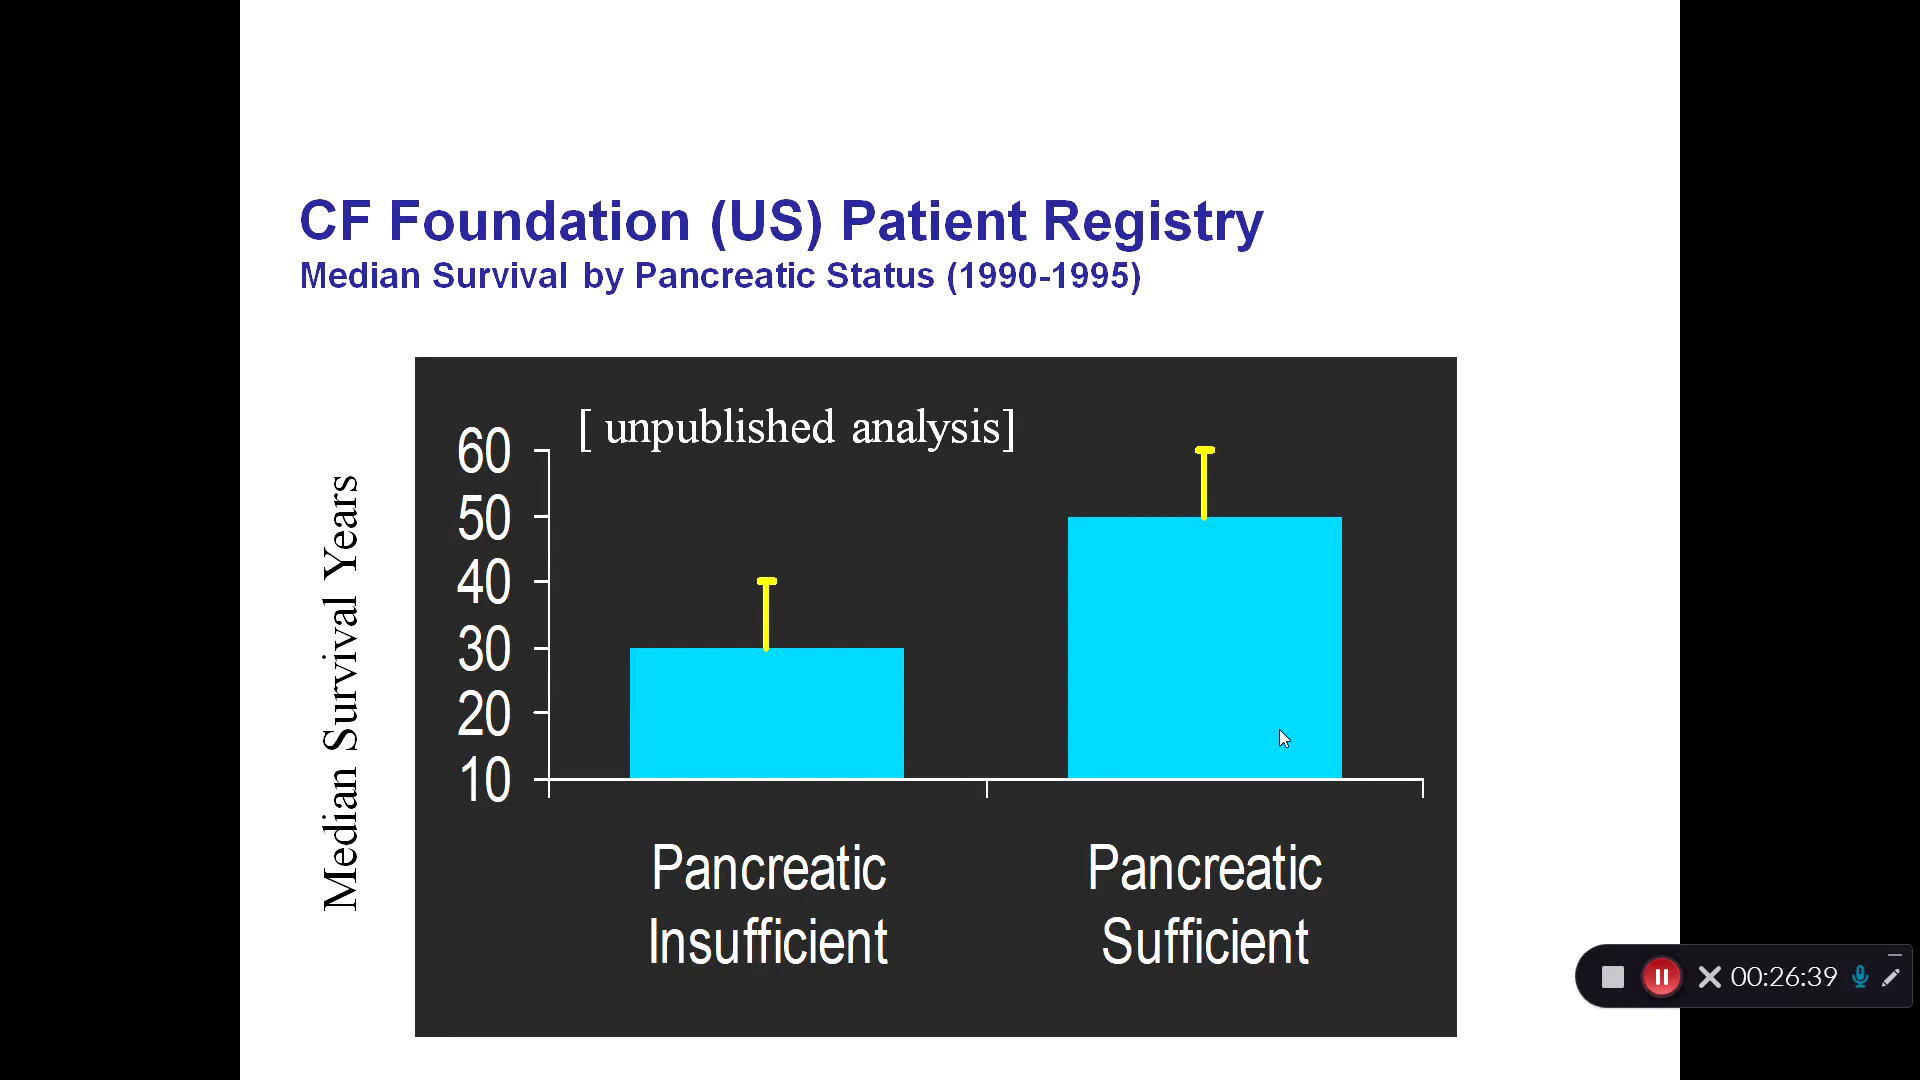 CF Foundation (US) Patient Registry
Median Survival by Pancreatic Status (1990-1995)
[ unpublished analysis]
Median Survival Years
60
50
40
30
20
10
Pancreatic
Insufficient
Pancreatic
Sufficient
00:26:39